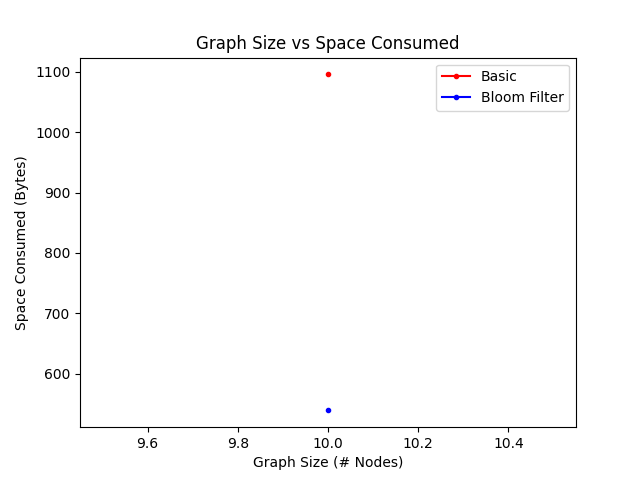 Graph Size vs Space Consumed
Basic
Bloom Filter
Space Consumed (Bytes)
1100
1000
900
800
700
600
9.6 9.8 10.0 10.2 10.4
Graph Size (# Nodes)